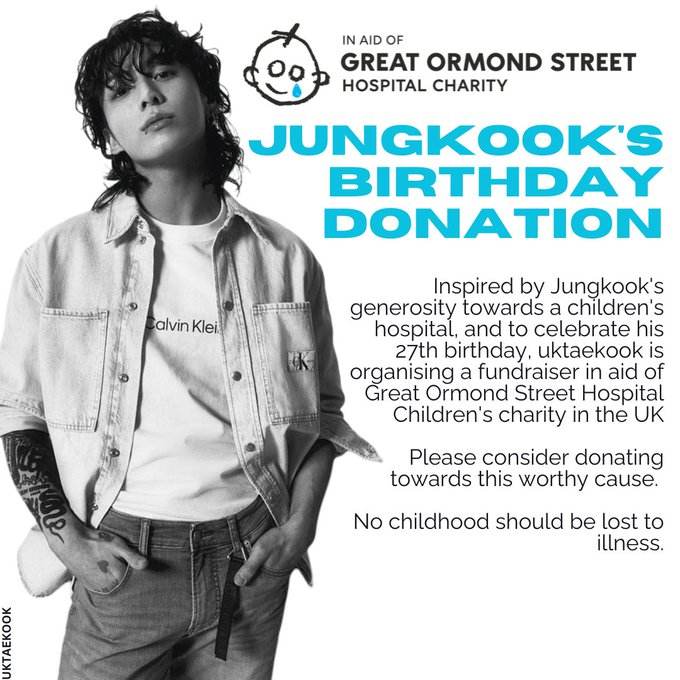 IN AID OF
GREAT ORMOND STREET
HOSPITAL CHARITY
JUNGKOOK'S
BIRTHDAY
DONATION
Inspired by Jungkook's
generosity towards a children's
hospital, and to celebrate his
27th birthday, uktaekook is
organising a fundraiser in aid of
Great Ormond Street Hospital
Children's charity in the UK
Please consider donating
towards this worthy cause.
No childhood should be lost to
illness.
Calvin Klei
CK
UKTAEKOOK